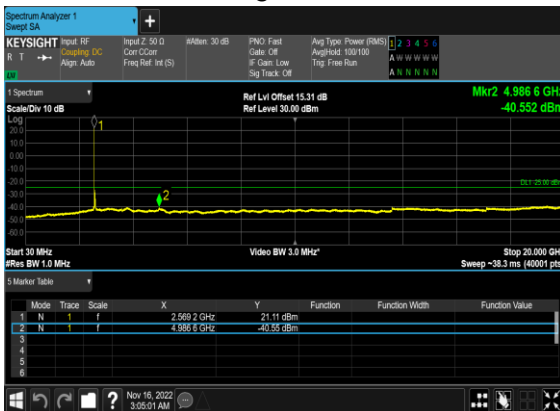 Spectrum Analyzer 1
Swept SA
KEYSIGHT
R T
LV
Input: RF
Coupling: DC
Align: Auto
Input Z: 50 Ω
Corr CCorr
Freq Ref: Int (S)
#Atten: 30 dB
PNO: Fast
Gate: Off
IF Gain: Low
Sig Track: Off
Avg Type: Power (RMS)
Avg|Hold: 100/100
Trig: Free Run
1 2 3 4 5 6
A W W W W W
A N N N N N
1 Spectrum
Scale/Div 10 dB
Ref Lvl Offset 15.31 dB
Ref Level 30.00 dBm
Mkr2 4.986 6 GHz
-40.552 dBm
Log
20.0
10.0
0.00
-10.0
-20.0
-30.0
-40.0
-50.0
-60.0
1
2
DL1 -25.00 dBm
Start 30 MHz
#Res BW 1.0 MHz
Video BW 3.0 MHz*
Stop 20.000 GH
Sweep ~38.3 ms (40001 pts
5 Marker Table
Mode Trace Scale X Y Function Function Width Function Value
1 N 1 f 2.569 2 GHz 21.11 dBm
2 N 1 f 4.986 6 GHz -40.55 dBm
3
4
5
6
?
Nov 16, 2022
3:05:01 AM